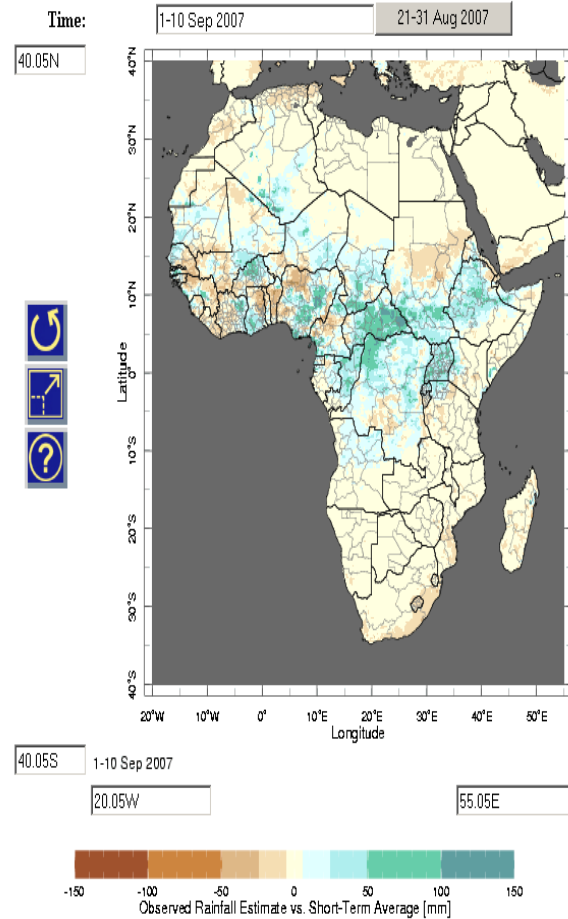 Time: 1-10 Sep 2007 21-31 Aug 2007
40.05N
40°N
30°N
20°N
10°N
0°
10°S
20°S
30°S
40°S
Latitude
?
20°W 10°W 0° 10°E 20°E 30°E 40°E 50°E
Longitude
40.05S 1-10 Sep 2007
20.05W 55.05E
-150 -100 -50 0 50 100 150
Observed Rainfall Estimate vs. Short-Term Average [mm]